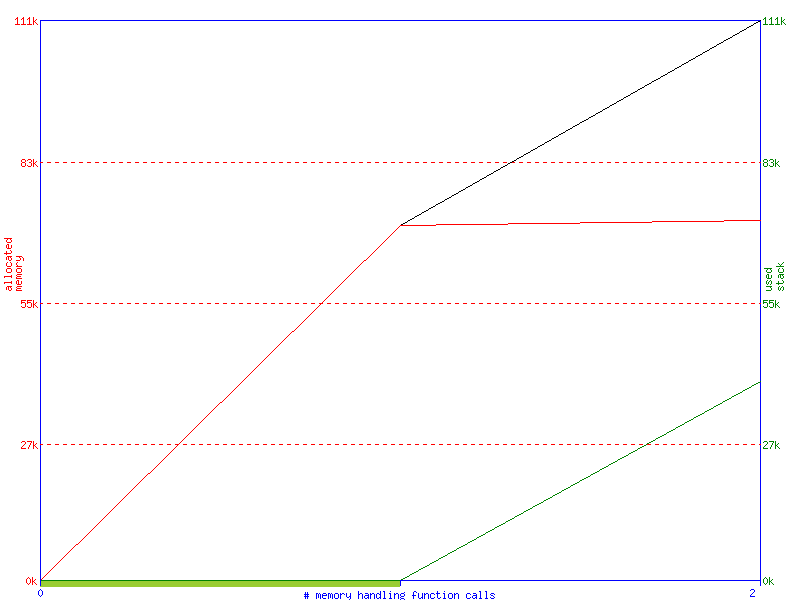 111k
111k
83k
83k
allocated
memory
used
stack
55k
55k
27k
27k
0k
0k
0
# memory handling function calls
2